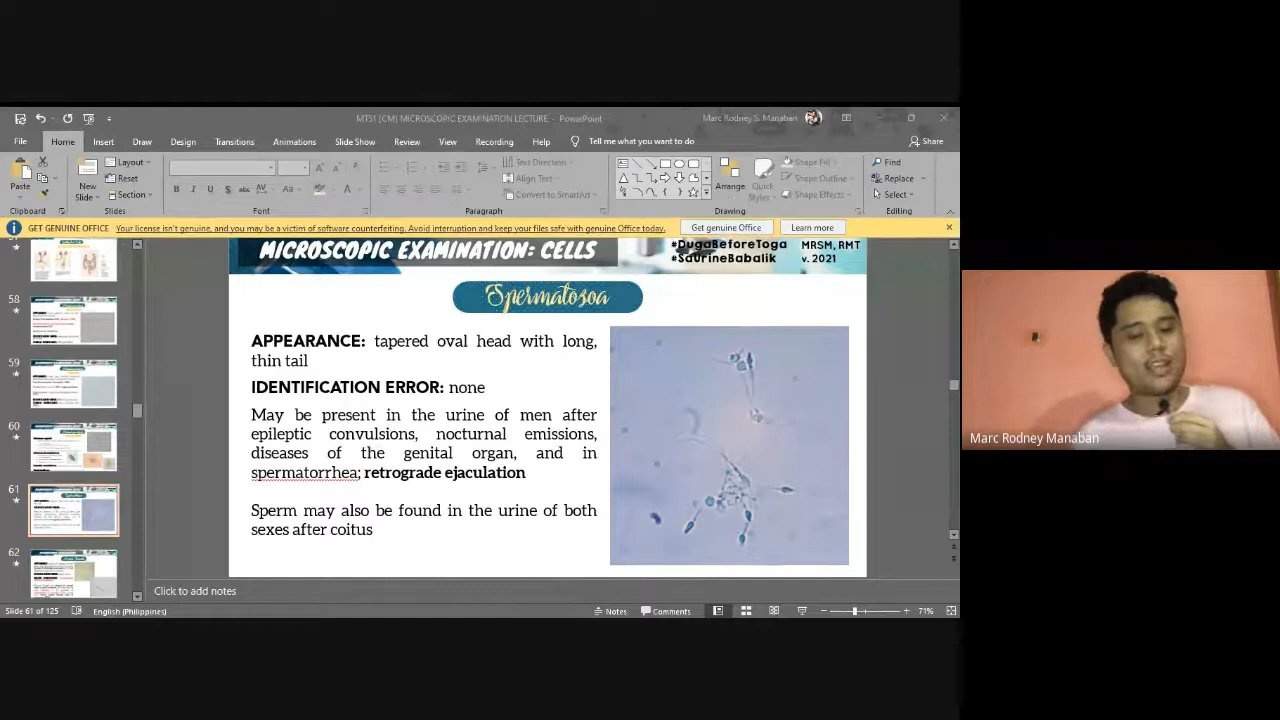 MT51 [CM] MICROSCOPIC EXAMINATION LECTURE - PowerPoint
Marc Rodney S. Manaban
File Home Insert Draw Design Transitions Animations Slide Show Review View Recording Help Tell me what you want to do Share
Paste
New
Slide
Layout
Reset
Section
B I U S abc AV Aa A
Text Direction
Align Text
Convert to SmartArt
Arrange
Quick
Styles
Shape Fill
Shape Outline
Shape Effects
Find
Replace
Select
Clipboard Slides Font Paragraph Drawing Editing
GET GENUINE OFFICE Your license isn't genuine, and you may be a victim of software counterfeiting. Avoid interruption and keep your files safe with genuine Office today. Get genuine Office Learn more
58
59
60
61
62
MICROSCOPIC EXAMINATION: CELLS
#DugaBeforeToga MRSM, RMT
#SaUrineBabalik v. 2021
Spermatosoa
APPEARANCE: tapered oval head with long,
thin tail
IDENTIFICATION ERROR: none
May be present in the urine of men after
epileptic convulsions, nocturnal emissions,
diseases of the genital organ, and in
spermatorrhea; retrograde ejaculation
Sperm may also be found in the urine of both
sexes after coitus
Click to add notes
Slide 61 of 125 English (Philippines) Notes Comments 71%
Marc Rodney Manaban